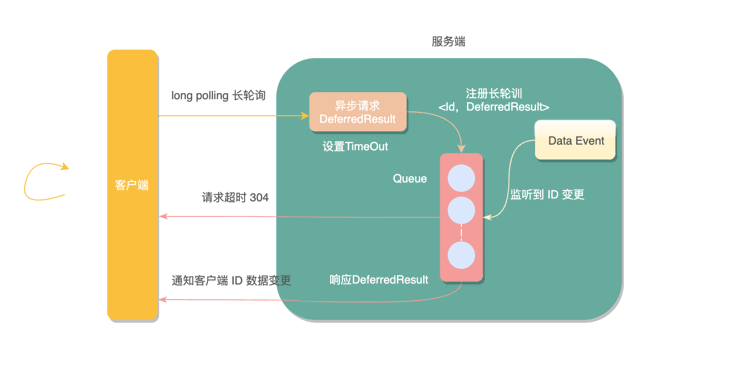 服务端
long polling 长轮询
异步请求
DeferredResult
注册长轮训
<Id，DeferredResult>
设置TimeOut
Data Event
Queue
客户端
请求超时 304
监听到 ID 变更
通知客户端 ID 数据变更
响应DeferredResult